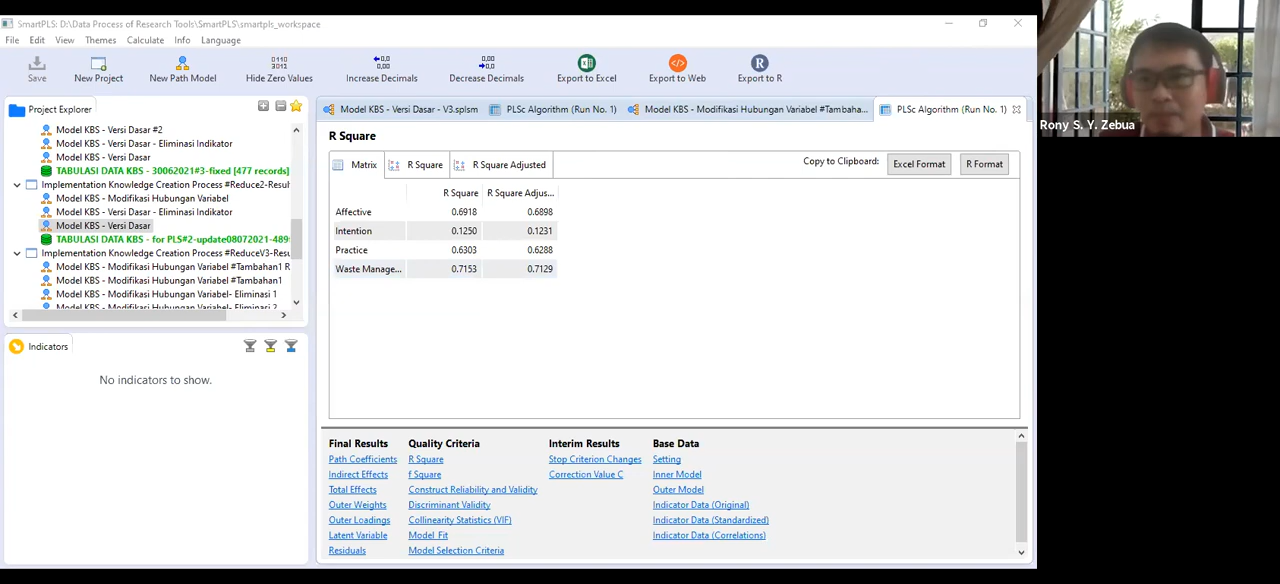 SmartPLS: D:\Data Process of Research Tools\SmartPLS\smartpls_workspace
File Edit View Themes Calculate Info Language
Save New Project New Path Model Hide Zero Values Increase Decimals Decrease Decimals Export to Excel Export to Web Export to R
Project Explorer
Model KBS - Versi Dasar #2
Model KBS - Versi Dasar - Eliminasi Indikator
Model KBS - Versi Dasar
TABULASI DATA KBS - 30062021#3-fixed [477 records]
Implementation Knowledge Creation Process #Reduce2-Resul
Model KBS - Modifikasi Hubungan Variabel
Model KBS - Versi Dasar - Eliminasi Indikator
Model KBS - Versi Dasar
TABULASI DATA KBS - for PLS#2-update08072021-489
Implementation Knowledge Creation Process #ReduceV3-Resu
Model KBS - Modifikasi Hubungan Variabel #Tambahan1 R
Model KBS - Modifikasi Hubungan Variabel #Tambahan1
Model KBS - Modifikasi Hubungan Variabel- Eliminasi 1
Model KBS - Modifikasi Hubungan Variabel- Eliminasi 2
Indicators
No indicators to show.
Model KBS - Versi Dasar - V3.splsm PLSc Algorithm (Run No. 1) Model KBS - Modifikasi Hubungan Variabel #Tambaha... PLSc Algorithm (Run No. 1)
R Square
Matrix R Square R Square Adjusted Copy to Clipboard: Excel Format R Format
R Square R Square Adjus...
Affective 0.6918 0.6898
Intention 0.1250 0.1231
Practice 0.6303 0.6288
Waste Manage... 0.7153 0.7129
Final Results Quality Criteria Interim Results Base Data
Path Coefficients R Square Stop Criterion Changes Setting
Indirect Effects f Square Correction Value C Inner Model
Total Effects Construct Reliability and Validity Outer Model
Outer Weights Discriminant Validity Indicator Data (Original)
Outer Loadings Collinearity Statistics (VIF) Indicator Data (Standardized)
Latent Variable Model_Fit Indicator Data (Correlations)
Residuals Model Selection Criteria
Rony S. Y. Zebua